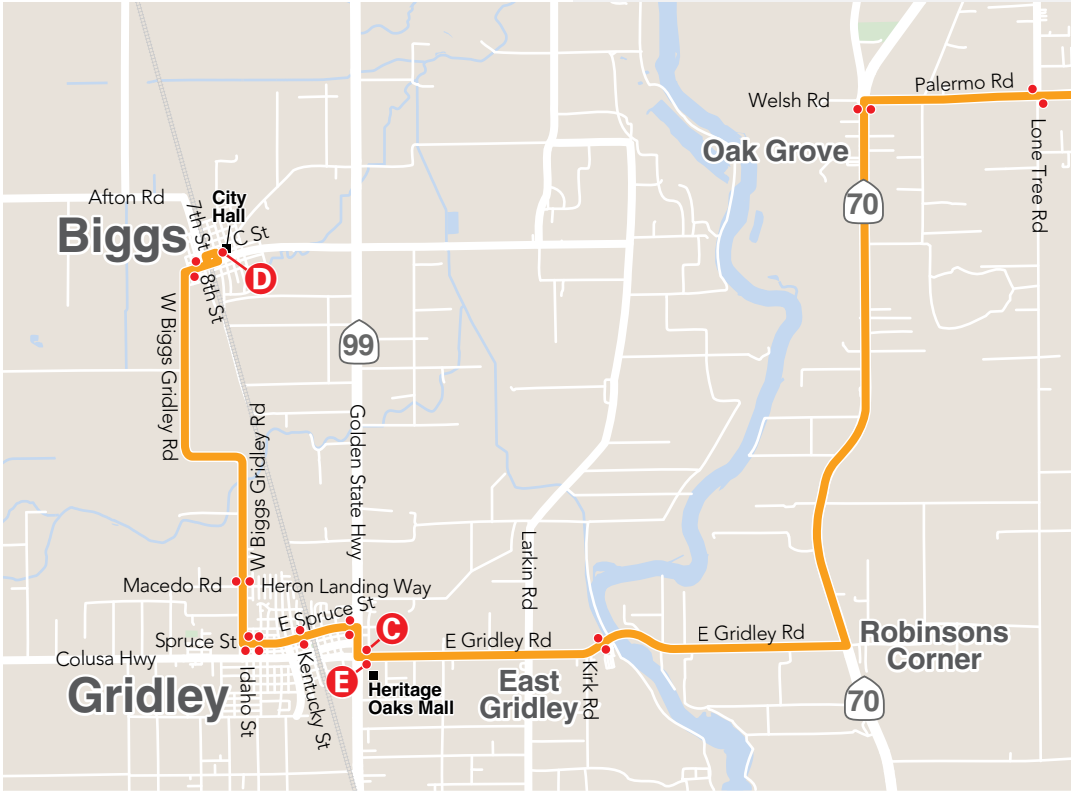 Palermo Rd
Welsh Rd
Oak Grove
Lone Tree Rd
70
Afton Rd
7th St
City
Hall
C St
Biggs
D
8th St
W Biggs Gridley Rd
99
Golden State Hwy
W Biggs Gridley Rd
Larkin Rd
Macedo Rd
Heron Landing Way
E Spruce St
C
Spruce St
E Gridley Rd
E Gridley Rd
Robinsons
Corner
Colusa Hwy
Gridley
Idaho St
Kentucky St
E
Heritage
Oaks Mall
East
Gridley
Kirk Rd
70